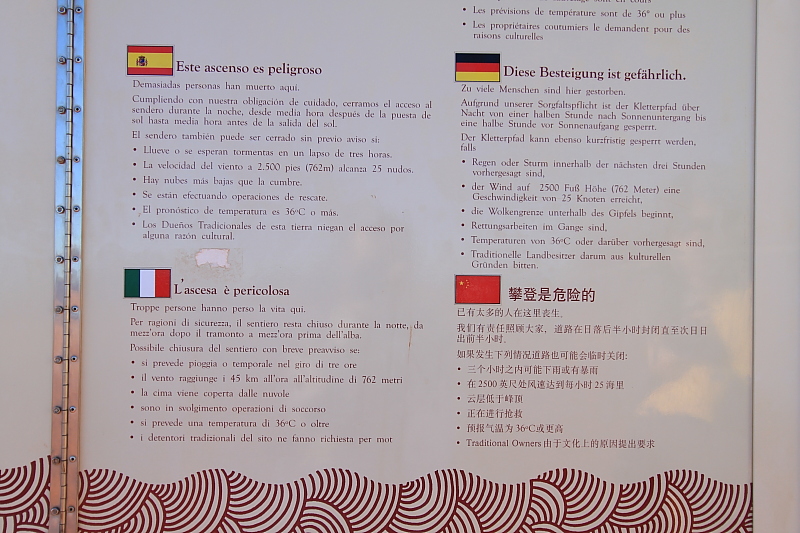 Les prévisions de température sont de 36° ou plus
Les propriétaires coutumiers le demandent pour des
raisons culturelles
Este ascenso es peligroso
Demasiadas personas han muerto aquí.
Cumpliendo con nuestra obligación de cuidado, cerramos el acceso al
sendero durante la noche, desde media hora después de la puesta de
sol hasta media hora antes de la salida del sol.
El sendero también puede ser cerrado sin previo aviso si:
• Llueve o se esperan tormentas en un lapso de tres horas.
• La velocidad del viento a 2.500 pies (762m) alcanza 25 nudos.
• Hay nubes más bajas que la cumbre.
• Se están efectuando operaciones de rescate.
• El pronóstico de temperatura es 36°C o más.
• Los Dueños Tradicionales de esta tierra niegan el acceso por
alguna razón cultural.
L'ascesa è pericolosa
Troppe persone hanno perso la vita qui.
Per ragioni di sicurezza, il sentiero resta chiuso durante la notte, da
mezz'ora dopo il tramonto a mezz'ora prima dell'alba.
Possibile chiusura del sentiero con breve preavviso se:
• si prevede pioggia o temporale nel giro di tre ore
• il vento raggiunge i 45 km all'ora all'altitudine di 762 metri
• la cima viene coperta dalle nuvole
• sono in svolgimento operazioni di soccorso
• si prevede una temperatura di 36°C o oltre
• i detentori tradizionali del sito ne fanno richiesta per mot
Diese Besteigung ist gefährlich.
Zu viele Menschen sind hier gestorben.
Aufgrund unserer Sorgfaltspflicht ist der Kletterpfad über
Nacht von einer halben Stunde nach Sonnenuntergang bis
eine halbe Stunde vor Sonnenaufgang gesperrt.
Der Kletterpfad kann ebenso kurzfristig gesperrt werden,
falls
• Regen oder Sturm innerhalb der nächsten drei Stunden
vorhergesagt sind,
• der Wind auf 2500 Fuß Höhe (762 Meter) eine
Geschwindigkeit von 25 Knoten erreicht,
• die Wolkengrenze unterhalb des Gipfels beginnt,
• Rettungsarbeiten im Gange sind,
• Temperaturen von 36°C oder darüber vorhergesagt sind,
• Traditionelle Landbesitzer darum aus kulturellen
Gründen bitten.
攀登是危险的
已有太多的人在这里丧生.
我们有责任照顾大家，道路在日落后半小时封闭直至次日日
出前半小时.
如果发生下列情况道路也可能会临时关闭:
• 三个小时之内可能下雨或有暴雨
• 在2500英尺处风速达到每小时25海里
• 云层低于峰顶
• 正在进行抢救
• 预报气温为36°C或更高
• Traditional Owners由于文化上的原因提出要求